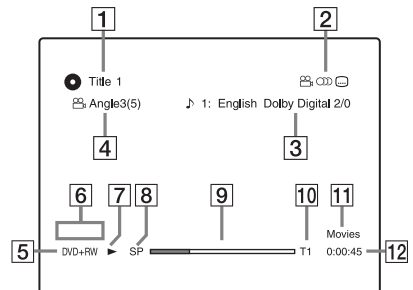 1 2
Title 1
Angle3(5) 1: English Dolby Digital 2/0
4 3
6 7 8 9 10 11
Movies
5 DVD+RW SP T1 0:00:45 12